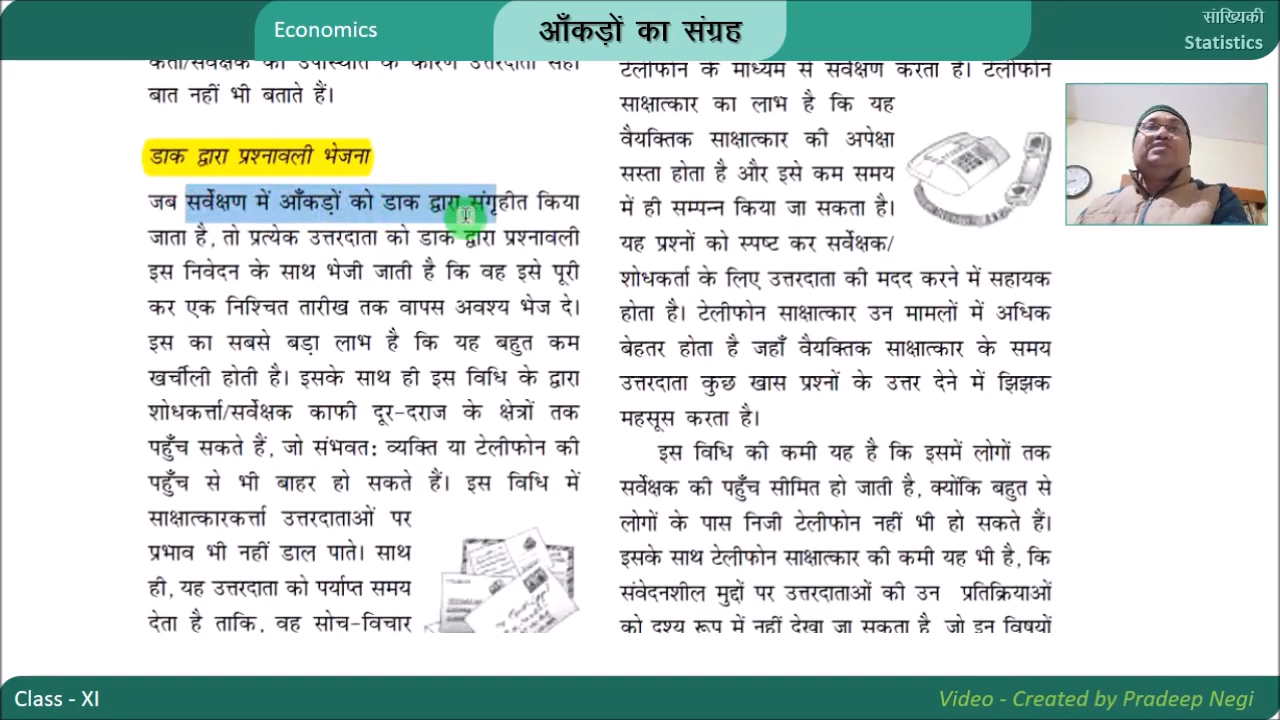 Economics
आँकड़ों का संग्रह
सांख्यिकी
Statistics
कर्ता/सर्वेक्षक की उपस्थिति के कारण उत्तरदाता सही
बात नहीं भी बताते हैं।
डाक द्वारा प्रश्नावली भेजना
जब सर्वेक्षण में आँकड़ों को डाक द्वारा संगृहीत किया
जाता है, तो प्रत्येक उत्तरदाता को डाक द्वारा प्रश्नावली
इस निवेदन के साथ भेजी जाती है कि वह इसे पूरी
कर एक निश्चित तारीख तक वापस अवश्य भेज दे।
इस का सबसे बड़ा लाभ है कि यह बहुत कम
खर्चीली होती है। इसके साथ ही इस विधि के द्वारा
शोधकर्त्ता/सर्वेक्षक काफी दूर-दराज के क्षेत्रों तक
पहुँच सकते हैं, जो संभवत: व्यक्ति या टेलीफोन की
पहुँच से भी बाहर हो सकते हैं। इस विधि में
साक्षात्कारकर्त्ता उत्तरदाताओं पर
प्रभाव भी नहीं डाल पाते। साथ
ही, यह उत्तरदाता को पर्याप्त समय
देता है ताकि, वह सोच-विचार
टेलीफोन के माध्यम से सर्वेक्षण करता है। टेलीफोन
साक्षात्कार का लाभ है कि यह
वैयक्तिक साक्षात्कार की अपेक्षा
सस्ता होता है और इसे कम समय
में ही सम्पन्न किया जा सकता है।
यह प्रश्नों को स्पष्ट कर सर्वेक्षक/
शोधकर्ता के लिए उत्तरदाता की मदद करने में सहायक
होता है। टेलीफोन साक्षात्कार उन मामलों में अधिक
बेहतर होता है जहाँ वैयक्तिक साक्षात्कार के समय
उत्तरदाता कुछ खास प्रश्नों के उत्तर देने में झिझक
महसूस करता है।
इस विधि की कमी यह है कि इसमें लोगों तक
सर्वेक्षक की पहुँच सीमित हो जाती है, क्योंकि बहुत से
लोगों के पास निजी टेलीफोन नहीं भी हो सकते हैं।
इसके साथ टेलीफोन साक्षात्कार की कमी यह भी है, कि
संवेदनशील मुद्दों पर उत्तरदाताओं की उन प्रतिक्रियाओं
को दृश्य रूप में नहीं देखा जा सकता है, जो इन विषयों
Class - XI
Video - Created by Pradeep Negi